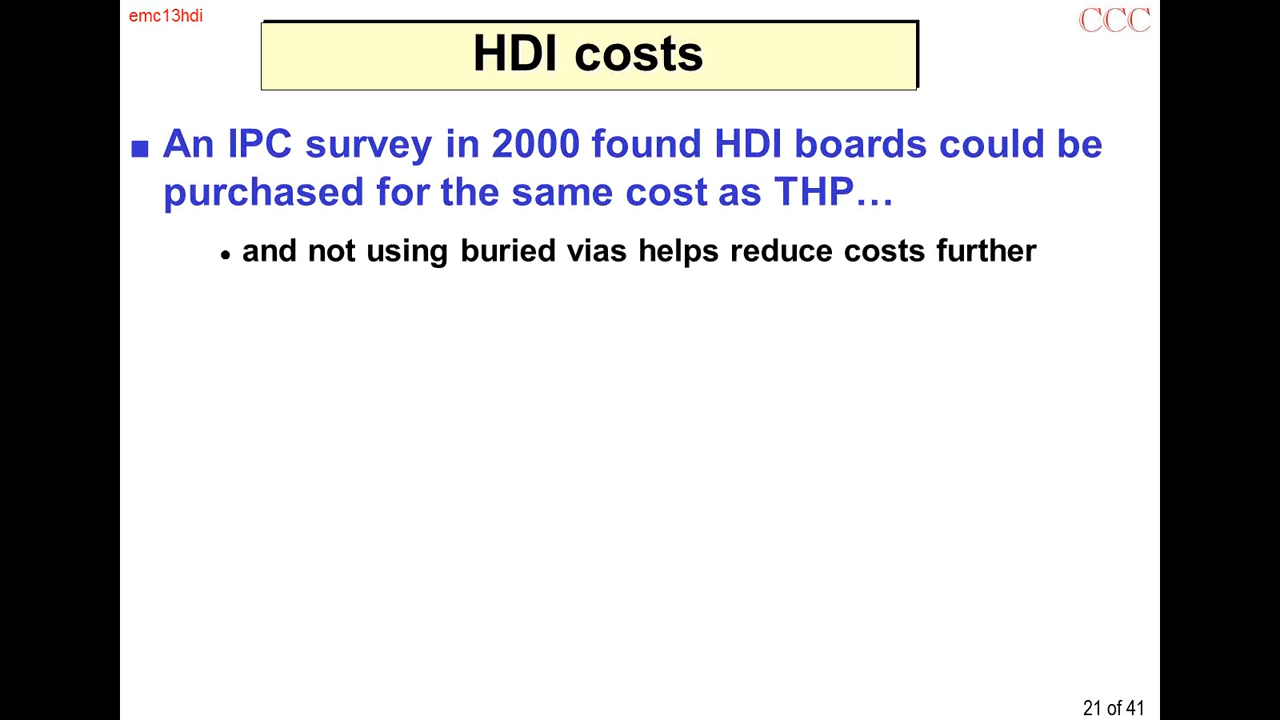 emc13hdi
CCC
HDI costs
■ An IPC survey in 2000 found HDI boards could be
purchased for the same cost as THP…
• and not using buried vias helps reduce costs further
21 of 41